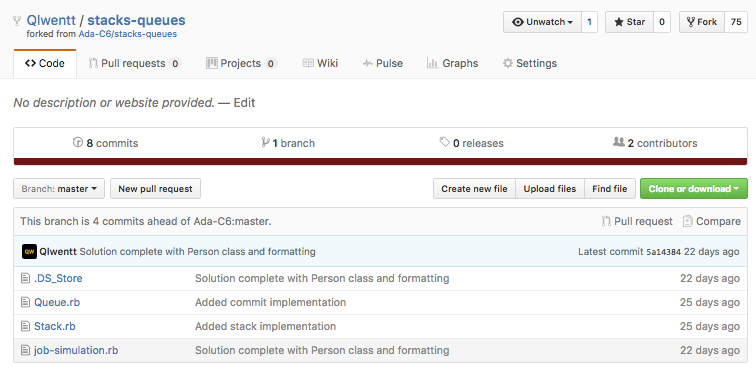 Qlwentt / stacks-queues
forked from Ada-C6/stacks-queues
Unwatch 1 Star 0 Fork 75
Code Pull requests 0 Projects 0 Wiki Pulse Graphs Settings
No description or website provided. — Edit
8 commits 1 branch 0 releases 2 contributors
Branch: master New pull request Create new file Upload files Find file Clone or download
This branch is 4 commits ahead of Ada-C6:master. Pull request Compare
QW Qlwentt Solution complete with Person class and formatting Latest commit 5a14384 22 days ago
.DS_Store Solution complete with Person class and formatting 22 days ago
Queue.rb Added commit implementation 25 days ago
Stack.rb Added stack implementation 25 days ago
job-simulation.rb Solution complete with Person class and formatting 22 days ago